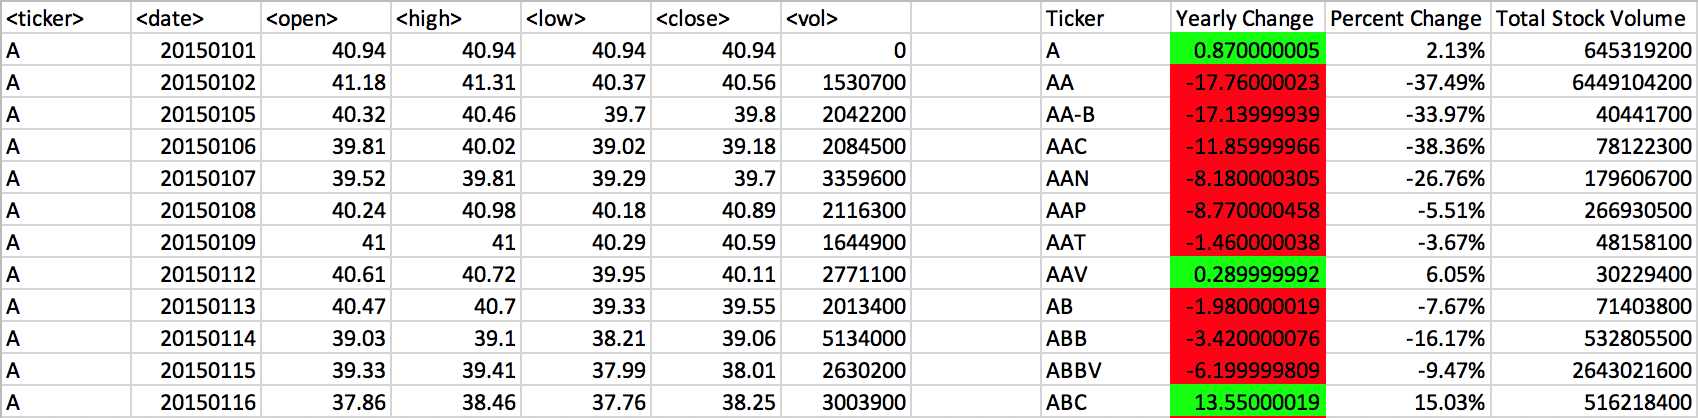 <ticker> <date> <open> <high> <low> <close> <vol> Ticker Yearly Change Percent Change Total Stock Volume
A 20150101 40.94 40.94 40.94 40.94 0 A 0.870000005 2.13% 645319200
A 20150102 41.18 41.31 40.37 40.56 1530700 AA -17.76000023 -37.49% 6449104200
A 20150105 40.32 40.46 39.7 39.8 2042200 AA-B -17.13999939 -33.97% 40441700
A 20150106 39.81 40.02 39.02 39.18 2084500 AAC -11.85999966 -38.36% 78122300
A 20150107 39.52 39.81 39.29 39.7 3359600 AAN -8.180000305 -26.76% 179606700
A 20150108 40.24 40.98 40.18 40.89 2116300 AAP -8.770000458 -5.51% 266930500
A 20150109 41 41 40.29 40.59 1644900 AAT -1.460000038 -3.67% 48158100
A 20150112 40.61 40.72 39.95 40.11 2771100 AAV 0.289999992 6.05% 30229400
A 20150113 40.47 40.7 39.33 39.55 2013400 AB -1.980000019 -7.67% 71403800
A 20150114 39.03 39.1 38.21 39.06 5134000 ABB -3.420000076 -16.17% 532805500
A 20150115 39.33 39.41 37.99 38.01 2630200 ABBV -6.199999809 -9.47% 2643021600
A 20150116 37.86 38.46 37.76 38.25 3003900 ABC 13.55000019 15.03% 516218400